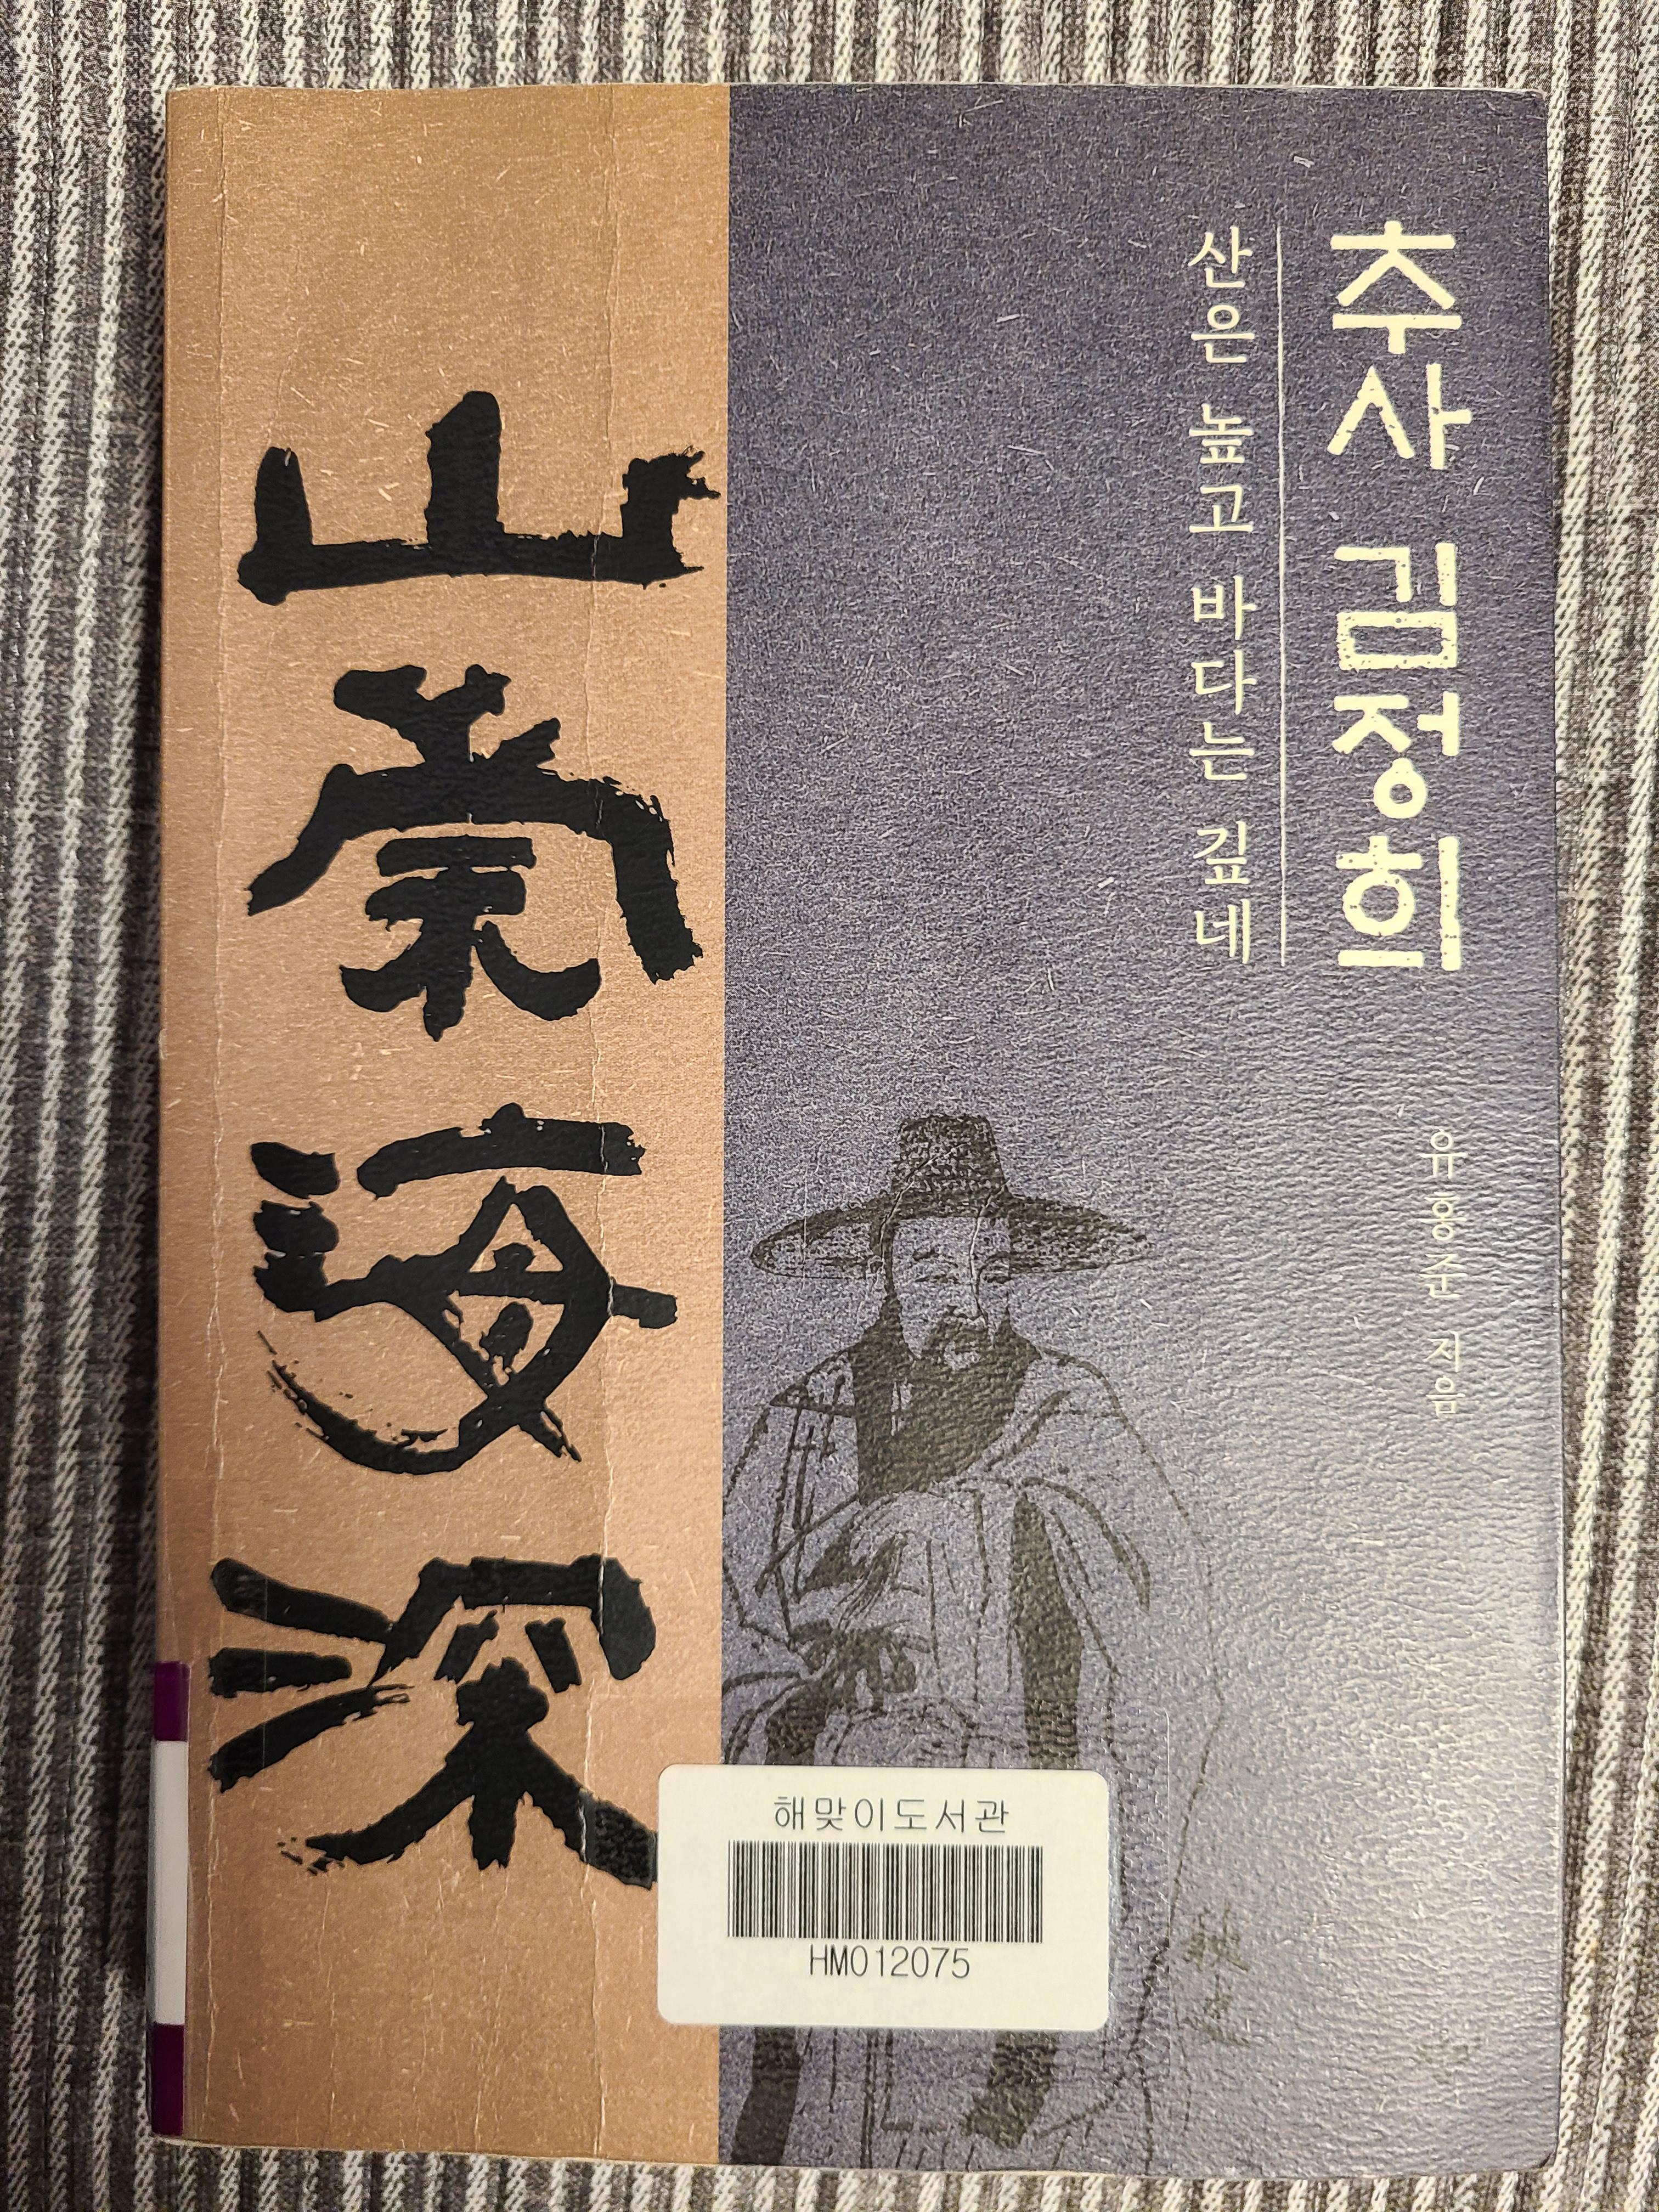 추사 김정희
산은 높고 바다는 깊네
유홍준 지음
山崇海深
해맞이도서관
HM012075